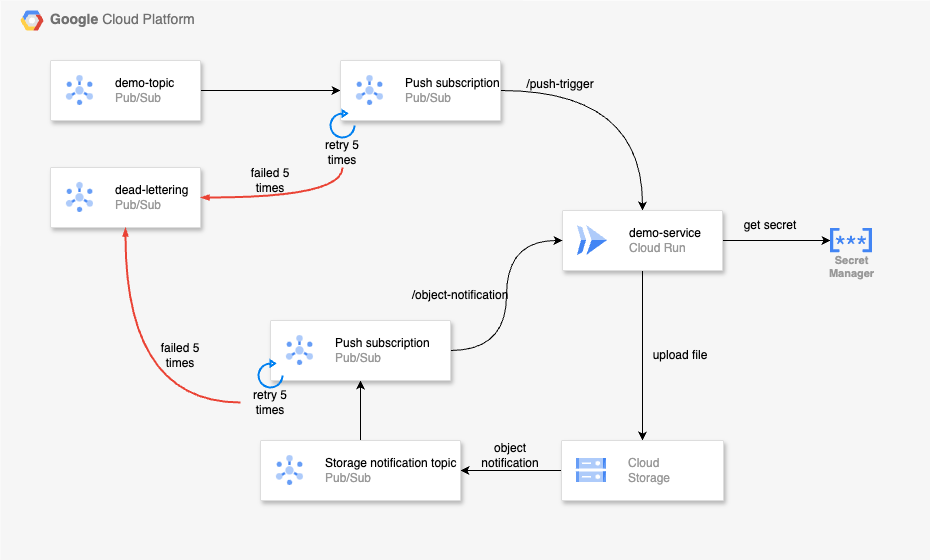 Google Cloud Platform
demo-topic
Pub/Sub
Push subscription
Pub/Sub
/push-trigger
retry 5
times
failed 5
times
dead-lettering
Pub/Sub
demo-service
Cloud Run
get secret
[***]
Secret
Manager
/object-notification
Push subscription
Pub/Sub
failed 5
times
retry 5
times
upload file
Storage notification topic
Pub/Sub
object
notification
Cloud
Storage